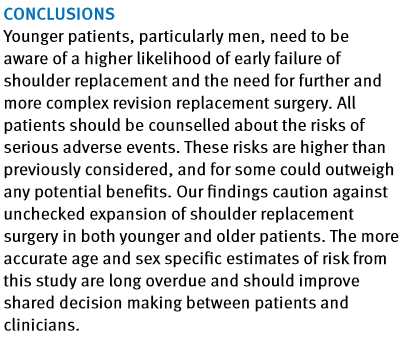 CONCLUSIONS
Younger patients, particularly men, need to be
aware of a higher likelihood of early failure of
shoulder replacement and the need for further and
more complex revision replacement surgery. All
patients should be counselled about the risks of
serious adverse events. These risks are higher than
previously considered, and for some could outweigh
any potential benefits. Our findings caution against
unchecked expansion of shoulder replacement
surgery in both younger and older patients. The more
accurate age and sex specific estimates of risk from
this study are long overdue and should improve
shared decision making between patients and
clinicians.